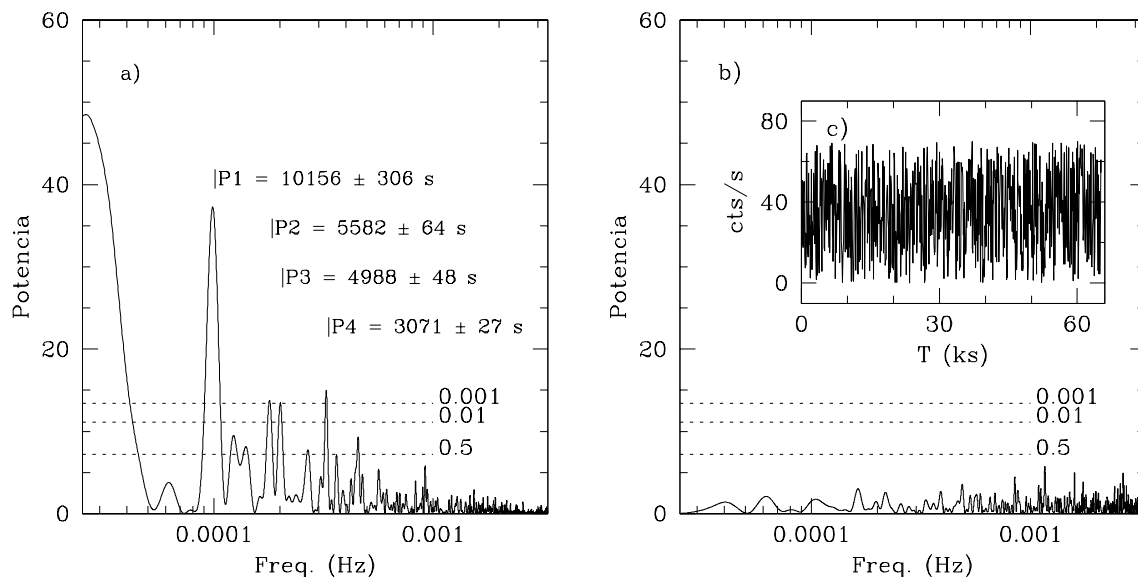 60
40
20
0
Potencia
a)
|P1 = 10156 ± 306 s
|P2 = 5582 ± 64 s
|P3 = 4988 ± 48 s
|P4 = 3071 ± 27 s
0.001
0.01
0.5
0.0001
0.001
Freq. (Hz)
60
40
20
0
Potencia
b)
c)
80
40
0
cts/s
0
30
60
T (ks)
0.001
0.01
0.5
0.0001
0.001
Freq. (Hz)